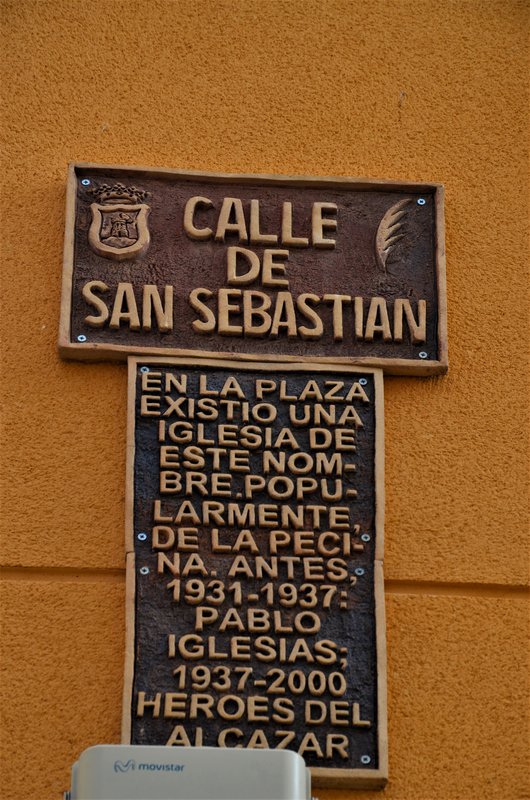 CALLE
DE
SAN SEBASTIAN
EN LA PLAZA
EXISTIO UNA
IGLESIA DE
ESTE NOM-
BRE.POPU-
LARMENTE,
DE LA PECI-
NA. ANTES,
1931-1937:
PABLO
IGLESIAS;
1937-2000
HEROES DEL
ALCAZAR
movistar